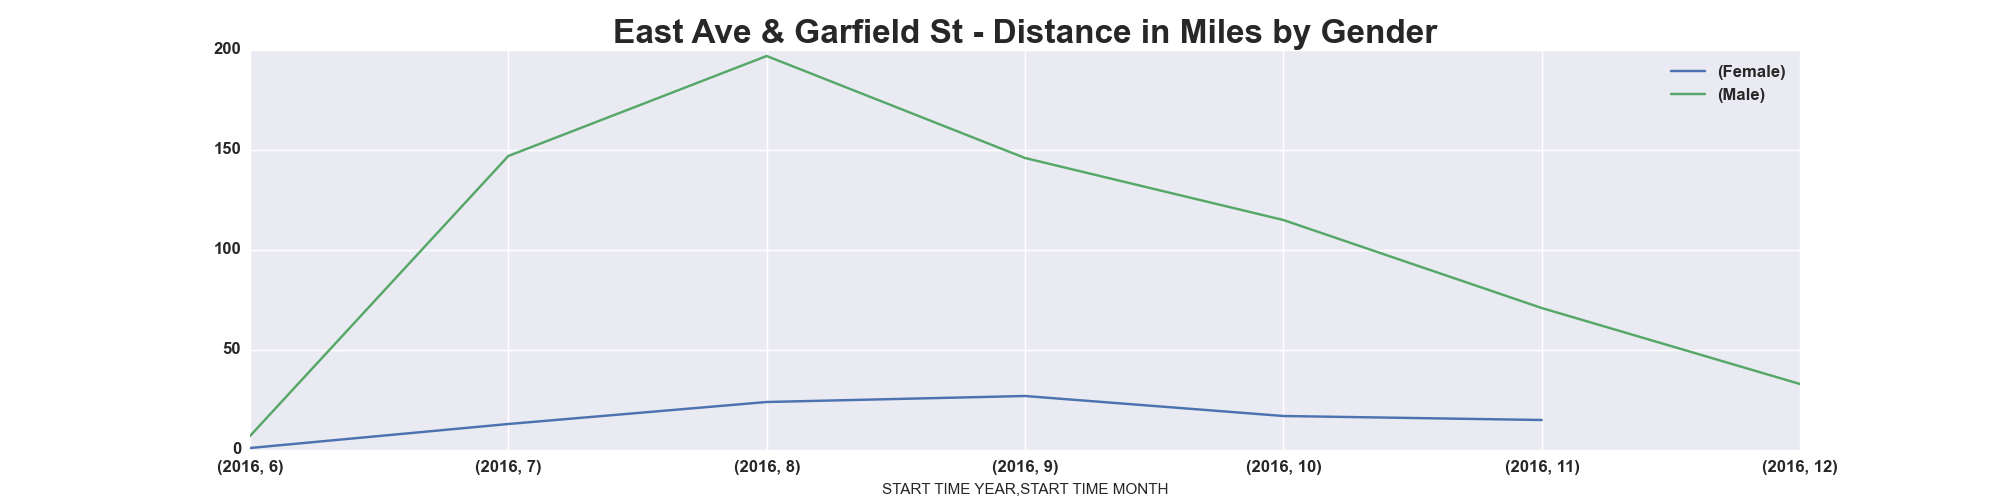 East Ave & Garfield St - Distance in Miles by Gender
200
150
100
50
0
(Female)
(Male)
(2016, 6) (2016, 7) (2016, 8) (2016, 9) (2016, 10) (2016, 11) (2016, 12)
START TIME YEAR,START TIME MONTH